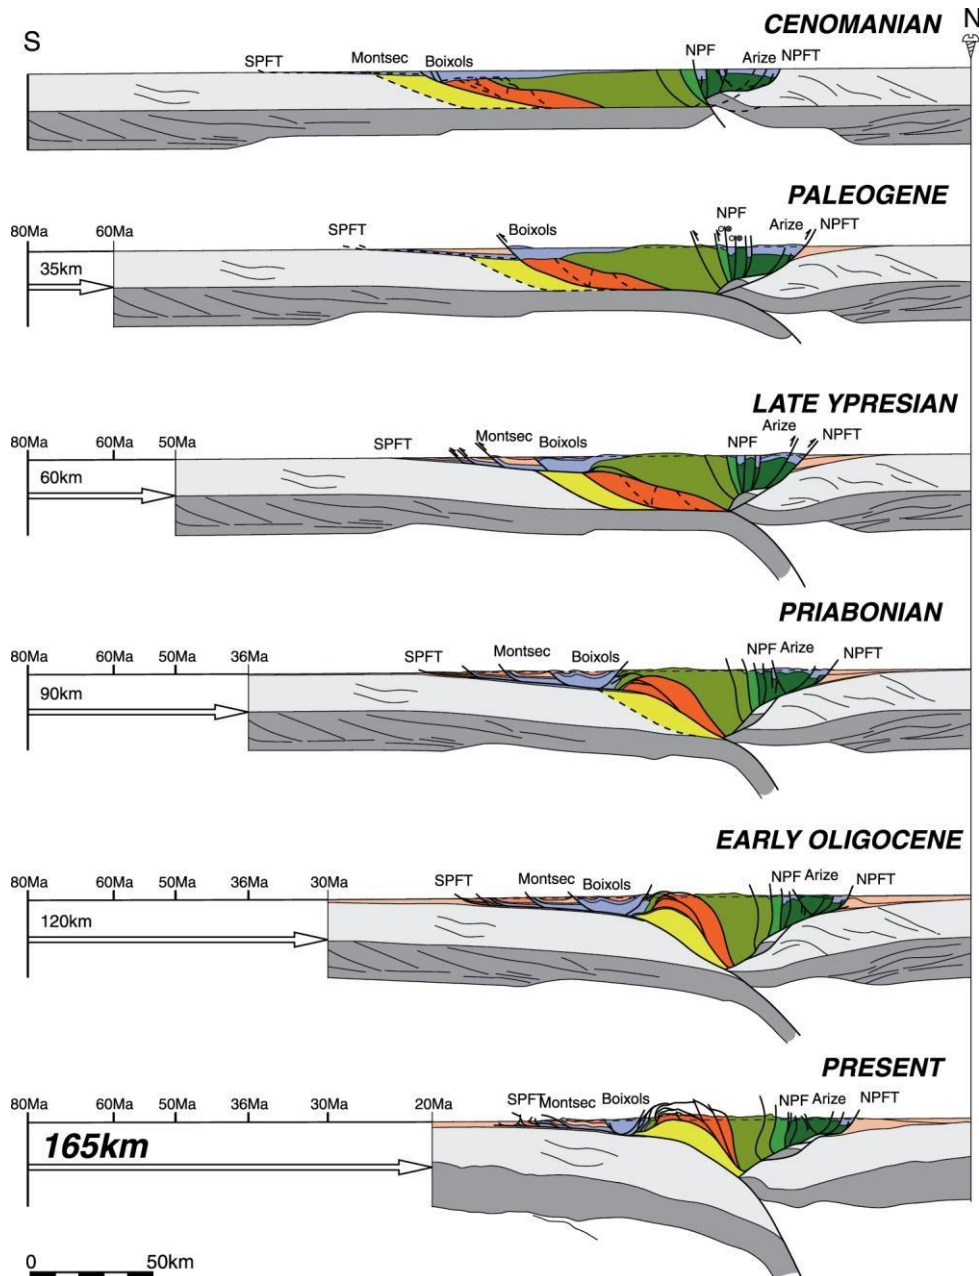 CENOMANIAN
S
N
SPFT Montsec Boixols NPF Arize NPFT
PALEOGENE
80Ma 60Ma SPFT Boixols NPF Arize NPFT
35km
LATE YPRESIAN
80Ma 60Ma 50Ma SPFT Montsec Boixols NPF Arize NPFT
60km
PRIABONIAN
80Ma 60Ma 50Ma 36Ma SPFT Montsec Boixols NPF Arize NPFT
90km
EARLY OLIGOCENE
80Ma 60Ma 50Ma 36Ma 30Ma SPFT Montsec Boixols NPF Arize NPFT
120km
PRESENT
80Ma 60Ma 50Ma 36Ma 30Ma 20Ma SPFT Montsec Boixols NPF Arize NPFT
165km
0 50km